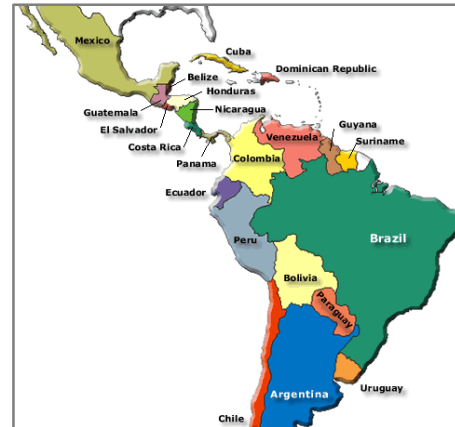 Mexico
Cuba
Dominican Republic
Belize
Honduras
Guatemala
Nicaragua
El Salvador
Costa Rica
Panama
Venezuela
Guyana
Suriname
Colombia
Ecuador
Peru
Brazil
Bolivia
Paraguay
Uruguay
Argentina
Chile